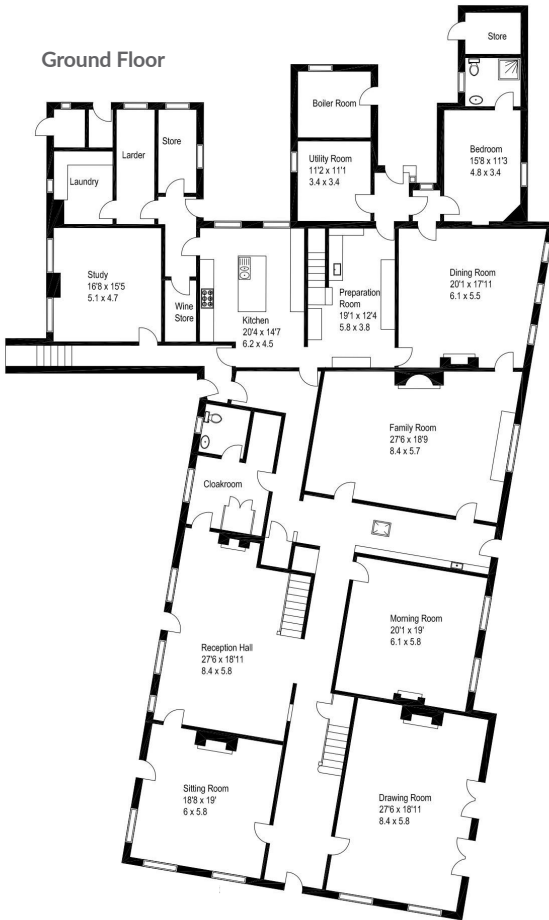 Ground Floor
Store
Boiler Room
Larder
Store
Laundry
Utility Room
11'2 x 11'1
3.4 x 3.4
Bedroom
15'8 x 11'3
4.8 x 3.4
Study
16'8 x 15'5
5.1 x 4.7
Wine
Store
Kitchen
20'4 x 14'7
6.2 x 4.5
Preparation
Room
19'1 x 12'4
5.8 x 3.8
Dining Room
20'1 x 17'11
6.1 x 5.5
Family Room
27'6 x 18'9
8.4 x 5.7
Cloakroom
Reception Hall
27'6 x 18'11
8.4 x 5.8
Morning Room
20'1 x 19'
6.1 x 5.8
Sitting Room
18'8 x 19'
6 x 5.8
Drawing Room
27'6 x 18'11
8.4 x 5.8